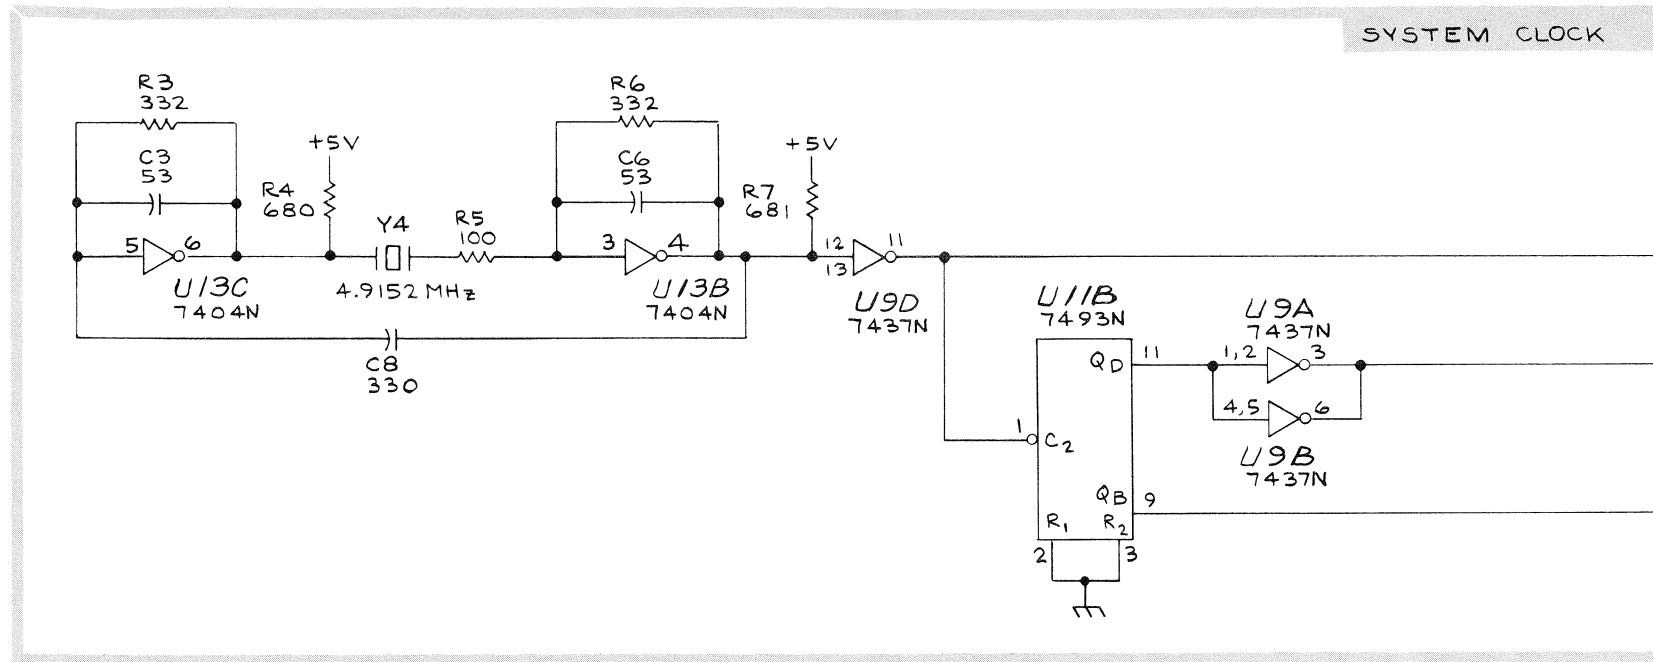 SYSTEM CLOCK
R3
332
C3
53
5
6
U13C
7404N
+5V
R4
680
Y4
4.9152 MHz
R5
100
C8
330
R6
332
C6
53
3
4
U13B
7404N
+5V
R7
681
12
13
11
U9D
7437N
U11B
7493N
QD
11
1
C2
QB
9
R1
R2
2
3
U9A
7437N
1,2
3
4,5
6
U9B
7437N